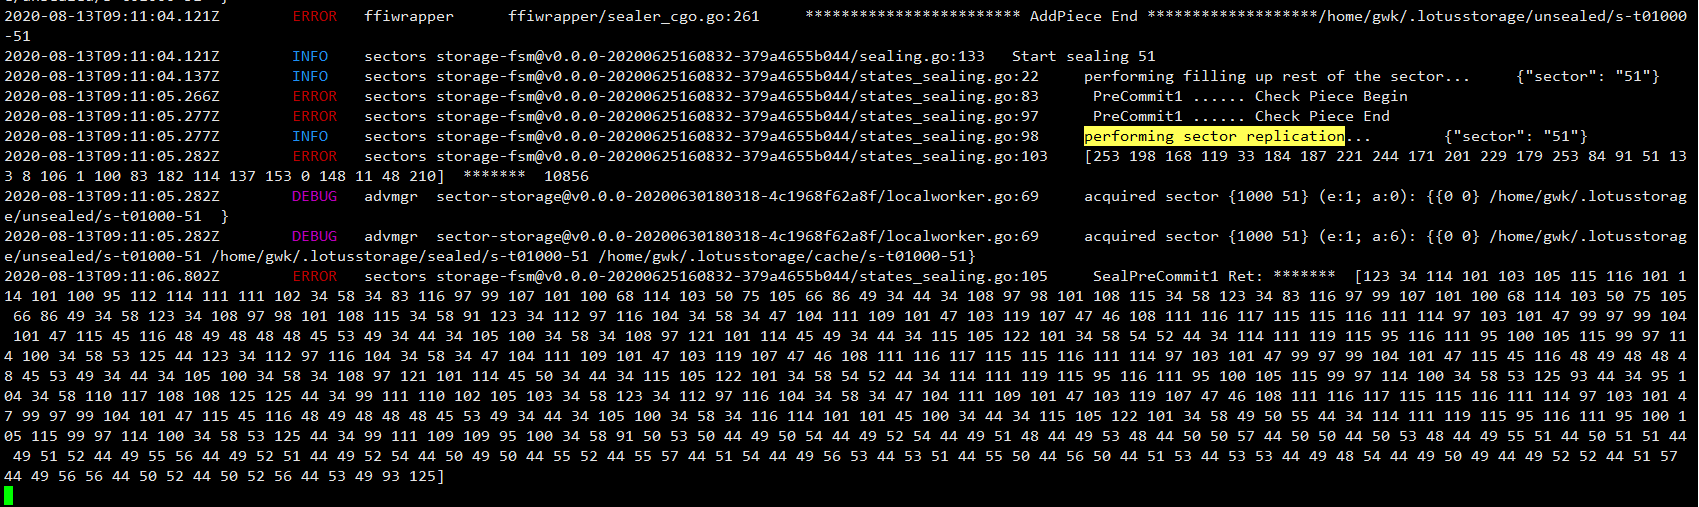 2020-08-13T09:11:04.121Z ERROR ffiwrapper ffiwrapper/sealer_cgo.go:261 ************************ AddPiece End *******************/home/gwk/.lotusstorage/unsealed/s-t01000
-51
2020-08-13T09:11:04.121Z INFO sectors storage-fsm@v0.0.0-20200625160832-379a4655b044/sealing.go:133 Start sealing 51
2020-08-13T09:11:04.137Z INFO sectors storage-fsm@v0.0.0-20200625160832-379a4655b044/states_sealing.go:22 performing filling up rest of the sector... {"sector": "51"}
2020-08-13T09:11:05.266Z ERROR sectors storage-fsm@v0.0.0-20200625160832-379a4655b044/states_sealing.go:83 PreCommit1 ...... Check Piece Begin
2020-08-13T09:11:05.277Z ERROR sectors storage-fsm@v0.0.0-20200625160832-379a4655b044/states_sealing.go:97 PreCommit1 ...... Check Piece End
2020-08-13T09:11:05.277Z INFO sectors storage-fsm@v0.0.0-20200625160832-379a4655b044/states_sealing.go:98 performing sector replication... {"sector": "51"}
2020-08-13T09:11:05.282Z ERROR sectors storage-fsm@v0.0.0-20200625160832-379a4655b044/states_sealing.go:103 [253 198 168 119 33 184 187 221 244 171 201 229 179 253 84 91 51 13
3 8 106 1 100 83 182 114 137 153 0 148 11 48 210] ******* 10856
2020-08-13T09:11:05.282Z DEBUG advmgr sector-storage@v0.0.0-20200630180318-4c1968f62a8f/localworker.go:69 acquired sector {1000 51} (e:1; a:0): {{0 0} /home/gwk/.lotusstorag
e/unsealed/s-t01000-51 }
2020-08-13T09:11:05.282Z DEBUG advmgr sector-storage@v0.0.0-20200630180318-4c1968f62a8f/localworker.go:69 acquired sector {1000 51} (e:1; a:6): {{0 0} /home/gwk/.lotusstorag
e/unsealed/s-t01000-51 /home/gwk/.lotusstorage/sealed/s-t01000-51 /home/gwk/.lotusstorage/cache/s-t01000-51}
2020-08-13T09:11:06.802Z ERROR sectors storage-fsm@v0.0.0-20200625160832-379a4655b044/states_sealing.go:105 SealPreCommit1 Ret: ******* [123 34 114 101 103 105 115 116 101 1
14 101 100 95 112 114 111 111 102 34 58 34 83 116 97 99 107 101 100 68 114 103 50 75 105 66 86 49 34 44 34 108 97 98 101 108 115 34 58 123 34 83 116 97 99 107 101 100 68 114 103 50 75 105
66 86 49 34 58 123 34 108 97 98 101 108 115 34 58 91 123 34 112 97 116 104 34 58 34 47 104 111 109 101 47 103 119 107 47 46 108 111 116 117 115 115 116 111 114 97 103 101 47 99 97 99 104
101 47 115 45 116 48 49 48 48 48 45 53 49 34 44 34 105 100 34 58 34 108 97 121 101 114 45 49 34 44 34 115 105 122 101 34 58 54 52 44 34 114 111 119 115 95 116 111 95 100 105 115 99 97 11
4 100 34 58 53 125 44 123 34 112 97 116 104 34 58 34 47 104 111 109 101 47 103 119 107 47 46 108 111 116 117 115 115 116 111 114 97 103 101 47 99 97 99 104 101 47 115 45 116 48 49 48 48 4
8 45 53 49 34 44 34 105 100 34 58 34 108 97 121 101 114 45 50 34 44 34 115 105 122 101 34 58 54 52 44 34 114 111 119 115 95 116 111 95 100 105 115 99 97 114 100 34 58 53 125 93 44 34 95 1
04 34 58 110 117 108 108 125 125 44 34 99 111 110 102 105 103 34 58 123 34 112 97 116 104 34 58 34 47 104 111 109 101 47 103 119 107 47 46 108 111 116 117 115 115 116 111 114 97 103 101 4
7 99 97 99 104 101 47 115 45 116 48 49 48 48 48 45 53 49 34 44 34 105 100 34 58 34 116 114 101 101 45 100 34 44 34 115 105 122 101 34 58 49 50 55 44 34 114 111 119 115 95 116 111 95 100 1
05 115 99 97 114 100 34 58 53 125 44 34 99 111 109 109 95 100 34 58 91 50 53 50 44 49 50 54 44 49 52 54 44 49 51 48 44 49 53 48 44 50 50 57 44 50 50 44 50 53 48 44 49 55 51 44 50 51 51 44
49 51 52 44 49 55 56 44 49 52 51 44 49 52 54 44 50 49 50 44 55 52 44 55 57 44 51 54 44 49 56 53 44 53 51 44 55 50 44 56 50 44 51 53 44 53 53 44 49 48 54 44 49 50 49 44 49 52 52 44 51 57
44 49 56 56 44 50 52 44 50 52 56 44 53 49 93 125]